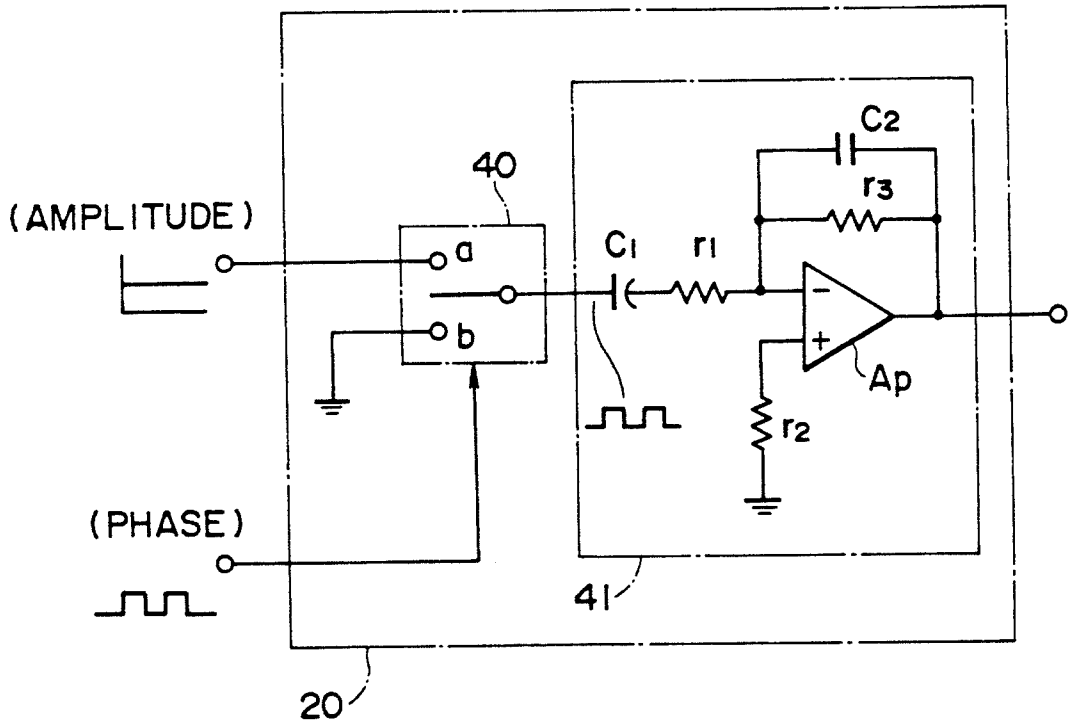 C2
40
r3
(AMPLITUDE)
a
C1
r1
−
b
+
Ap
r2
(PHASE)
41
20